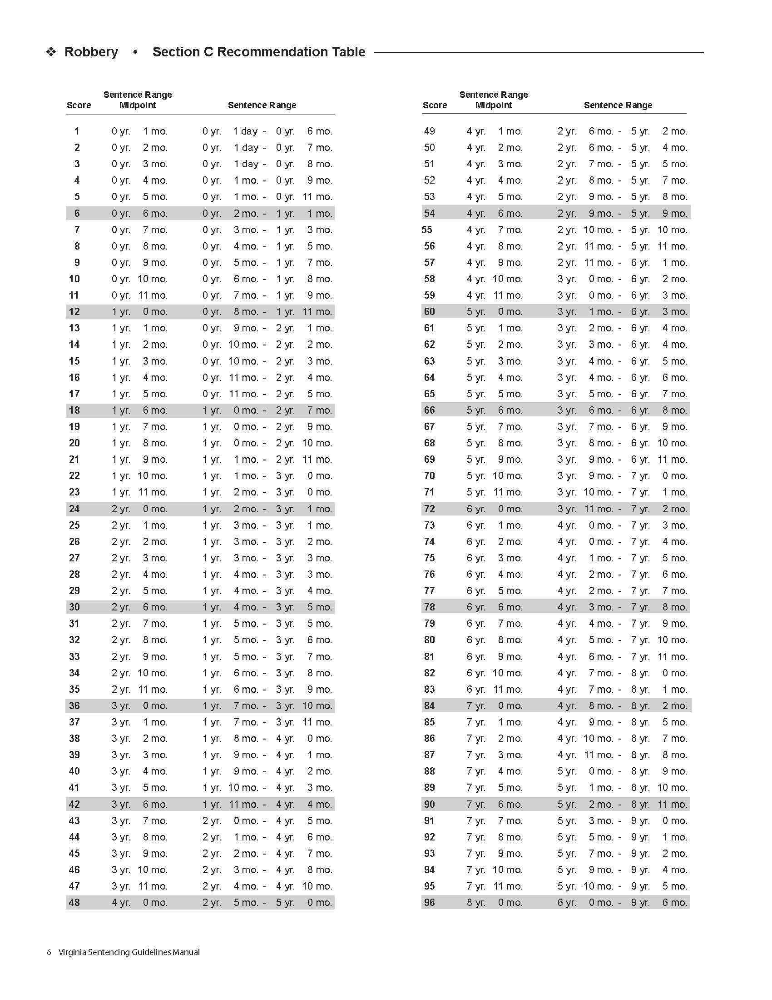 ❖ Robbery • Section C Recommendation Table
Sentence Range
Score Midpoint Sentence Range
1 0 yr. 1 mo. 0 yr. 1 day - 0 yr. 6 mo.
2 0 yr. 2 mo. 0 yr. 1 day - 0 yr. 7 mo.
3 0 yr. 3 mo. 0 yr. 1 day - 0 yr. 8 mo.
4 0 yr. 4 mo. 0 yr. 1 mo. - 0 yr. 9 mo.
5 0 yr. 5 mo. 0 yr. 1 mo. - 0 yr. 11 mo.
6 0 yr. 6 mo. 0 yr. 2 mo. - 1 yr. 1 mo.
7 0 yr. 7 mo. 0 yr. 3 mo. - 1 yr. 3 mo.
8 0 yr. 8 mo. 0 yr. 4 mo. - 1 yr. 5 mo.
9 0 yr. 9 mo. 0 yr. 5 mo. - 1 yr. 7 mo.
10 0 yr. 10 mo. 0 yr. 6 mo. - 1 yr. 8 mo.
11 0 yr. 11 mo. 0 yr. 7 mo. - 1 yr. 9 mo.
12 1 yr. 0 mo. 0 yr. 8 mo. - 1 yr. 11 mo.
13 1 yr. 1 mo. 0 yr. 9 mo. - 2 yr. 1 mo.
14 1 yr. 2 mo. 0 yr. 10 mo. - 2 yr. 2 mo.
15 1 yr. 3 mo. 0 yr. 10 mo. - 2 yr. 3 mo.
16 1 yr. 4 mo. 0 yr. 11 mo. - 2 yr. 4 mo.
17 1 yr. 5 mo. 0 yr. 11 mo. - 2 yr. 5 mo.
18 1 yr. 6 mo. 1 yr. 0 mo. - 2 yr. 7 mo.
19 1 yr. 7 mo. 1 yr. 0 mo. - 2 yr. 9 mo.
20 1 yr. 8 mo. 1 yr. 0 mo. - 2 yr. 10 mo.
21 1 yr. 9 mo. 1 yr. 1 mo. - 2 yr. 11 mo.
22 1 yr. 10 mo. 1 yr. 1 mo. - 3 yr. 0 mo.
23 1 yr. 11 mo. 1 yr. 2 mo. - 3 yr. 0 mo.
24 2 yr. 0 mo. 1 yr. 2 mo. - 3 yr. 1 mo.
25 2 yr. 1 mo. 1 yr. 3 mo. - 3 yr. 1 mo.
26 2 yr. 2 mo. 1 yr. 3 mo. - 3 yr. 2 mo.
27 2 yr. 3 mo. 1 yr. 3 mo. - 3 yr. 3 mo.
28 2 yr. 4 mo. 1 yr. 4 mo. - 3 yr. 3 mo.
29 2 yr. 5 mo. 1 yr. 4 mo. - 3 yr. 4 mo.
30 2 yr. 6 mo. 1 yr. 4 mo. - 3 yr. 5 mo.
31 2 yr. 7 mo. 1 yr. 5 mo. - 3 yr. 5 mo.
32 2 yr. 8 mo. 1 yr. 5 mo. - 3 yr. 6 mo.
33 2 yr. 9 mo. 1 yr. 5 mo. - 3 yr. 7 mo.
34 2 yr. 10 mo. 1 yr. 6 mo. - 3 yr. 8 mo.
35 2 yr. 11 mo. 1 yr. 6 mo. - 3 yr. 9 mo.
36 3 yr. 0 mo. 1 yr. 7 mo. - 3 yr. 10 mo.
37 3 yr. 1 mo. 1 yr. 7 mo. - 3 yr. 11 mo.
38 3 yr. 2 mo. 1 yr. 8 mo. - 4 yr. 0 mo.
39 3 yr. 3 mo. 1 yr. 9 mo. - 4 yr. 1 mo.
40 3 yr. 4 mo. 1 yr. 9 mo. - 4 yr. 2 mo.
41 3 yr. 5 mo. 1 yr. 10 mo. - 4 yr. 3 mo.
42 3 yr. 6 mo. 1 yr. 11 mo. - 4 yr. 4 mo.
43 3 yr. 7 mo. 2 yr. 0 mo. - 4 yr. 5 mo.
44 3 yr. 8 mo. 2 yr. 1 mo. - 4 yr. 6 mo.
45 3 yr. 9 mo. 2 yr. 2 mo. - 4 yr. 7 mo.
46 3 yr. 10 mo. 2 yr. 3 mo. - 4 yr. 8 mo.
47 3 yr. 11 mo. 2 yr. 4 mo. - 4 yr. 10 mo.
48 4 yr. 0 mo. 2 yr. 5 mo. - 5 yr. 0 mo.
Sentence Range
Score Midpoint Sentence Range
49 4 yr. 1 mo. 2 yr. 6 mo. - 5 yr. 2 mo.
50 4 yr. 2 mo. 2 yr. 6 mo. - 5 yr. 4 mo.
51 4 yr. 3 mo. 2 yr. 7 mo. - 5 yr. 5 mo.
52 4 yr. 4 mo. 2 yr. 8 mo. - 5 yr. 7 mo.
53 4 yr. 5 mo. 2 yr. 9 mo. - 5 yr. 8 mo.
54 4 yr. 6 mo. 2 yr. 9 mo. - 5 yr. 9 mo.
55 4 yr. 7 mo. 2 yr. 10 mo. - 5 yr. 10 mo.
56 4 yr. 8 mo. 2 yr. 11 mo. - 5 yr. 11 mo.
57 4 yr. 9 mo. 2 yr. 11 mo. - 6 yr. 1 mo.
58 4 yr. 10 mo. 3 yr. 0 mo. - 6 yr. 2 mo.
59 4 yr. 11 mo. 3 yr. 0 mo. - 6 yr. 3 mo.
60 5 yr. 0 mo. 3 yr. 1 mo. - 6 yr. 3 mo.
61 5 yr. 1 mo. 3 yr. 2 mo. - 6 yr. 4 mo.
62 5 yr. 2 mo. 3 yr. 3 mo. - 6 yr. 4 mo.
63 5 yr. 3 mo. 3 yr. 4 mo. - 6 yr. 5 mo.
64 5 yr. 4 mo. 3 yr. 4 mo. - 6 yr. 6 mo.
65 5 yr. 5 mo. 3 yr. 5 mo. - 6 yr. 7 mo.
66 5 yr. 6 mo. 3 yr. 6 mo. - 6 yr. 8 mo.
67 5 yr. 7 mo. 3 yr. 7 mo. - 6 yr. 9 mo.
68 5 yr. 8 mo. 3 yr. 8 mo. - 6 yr. 10 mo.
69 5 yr. 9 mo. 3 yr. 9 mo. - 6 yr. 11 mo.
70 5 yr. 10 mo. 3 yr. 9 mo. - 7 yr. 0 mo.
71 5 yr. 11 mo. 3 yr. 10 mo. - 7 yr. 1 mo.
72 6 yr. 0 mo. 3 yr. 11 mo. - 7 yr. 2 mo.
73 6 yr. 1 mo. 4 yr. 0 mo. - 7 yr. 3 mo.
74 6 yr. 2 mo. 4 yr. 0 mo. - 7 yr. 4 mo.
75 6 yr. 3 mo. 4 yr. 1 mo. - 7 yr. 5 mo.
76 6 yr. 4 mo. 4 yr. 2 mo. - 7 yr. 6 mo.
77 6 yr. 5 mo. 4 yr. 2 mo. - 7 yr. 7 mo.
78 6 yr. 6 mo. 4 yr. 3 mo. - 7 yr. 8 mo.
79 6 yr. 7 mo. 4 yr. 4 mo. - 7 yr. 9 mo.
80 6 yr. 8 mo. 4 yr. 5 mo. - 7 yr. 10 mo.
81 6 yr. 9 mo. 4 yr. 6 mo. - 7 yr. 11 mo.
82 6 yr. 10 mo. 4 yr. 7 mo. - 8 yr. 0 mo.
83 6 yr. 11 mo. 4 yr. 7 mo. - 8 yr. 1 mo.
84 7 yr. 0 mo. 4 yr. 8 mo. - 8 yr. 2 mo.
85 7 yr. 1 mo. 4 yr. 9 mo. - 8 yr. 5 mo.
86 7 yr. 2 mo. 4 yr. 10 mo. - 8 yr. 7 mo.
87 7 yr. 3 mo. 4 yr. 11 mo. - 8 yr. 8 mo.
88 7 yr. 4 mo. 5 yr. 0 mo. - 8 yr. 9 mo.
89 7 yr. 5 mo. 5 yr. 1 mo. - 8 yr. 10 mo.
90 7 yr. 6 mo. 5 yr. 2 mo. - 8 yr. 11 mo.
91 7 yr. 7 mo. 5 yr. 3 mo. - 9 yr. 0 mo.
92 7 yr. 8 mo. 5 yr. 5 mo. - 9 yr. 1 mo.
93 7 yr. 9 mo. 5 yr. 7 mo. - 9 yr. 2 mo.
94 7 yr. 10 mo. 5 yr. 9 mo. - 9 yr. 4 mo.
95 7 yr. 11 mo. 5 yr. 10 mo. - 9 yr. 5 mo.
96 8 yr. 0 mo. 6 yr. 0 mo. - 9 yr. 6 mo.
6 Virginia Sentencing Guidelines Manual